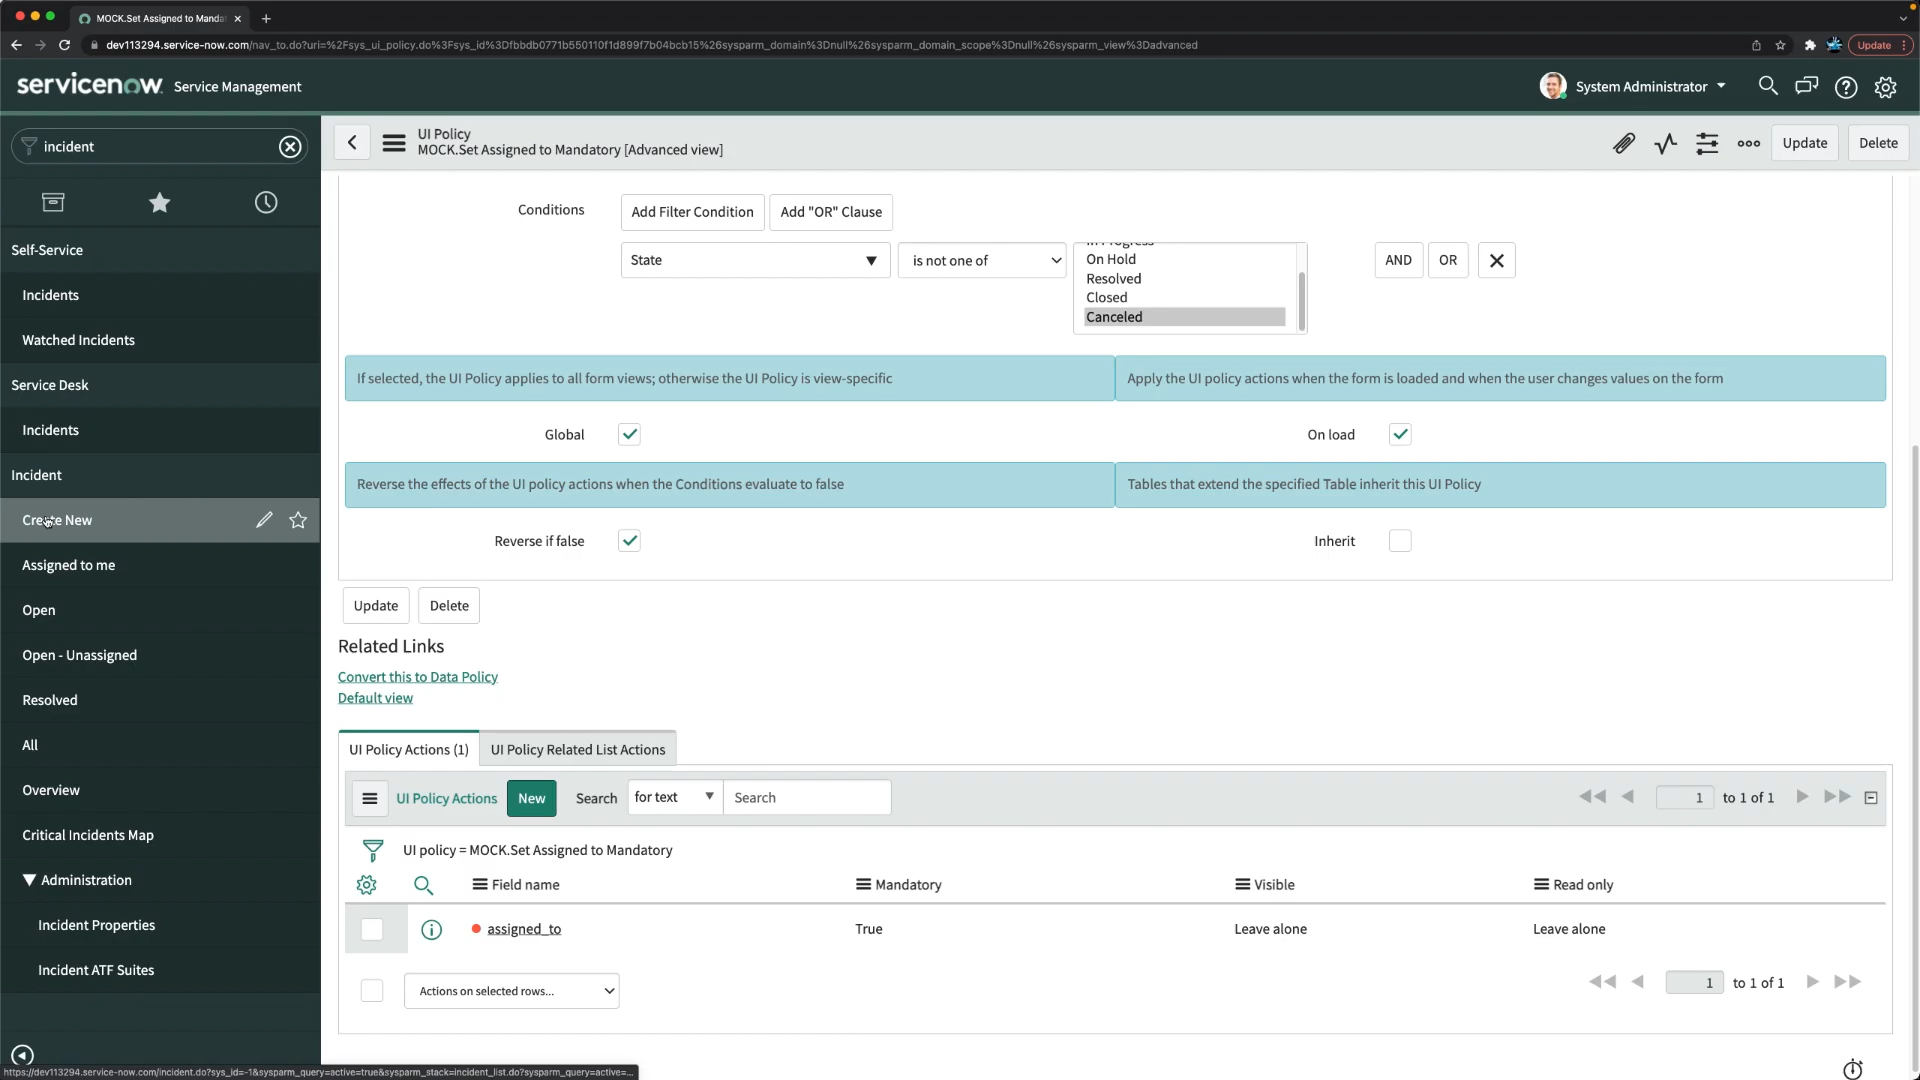 MOCK.Set Assigned to Manda
dev113294.service-now.com/nav_to.do?uri=%2Fsys_ui_policy.do%3Fsys_id%3Dfbbdb0771b550110f1d899f7b04bcb15%26sysparm_domain%3Dnull%26sysparm_domain_scope%3Dnull%26sysparm_view%3Dadvanced
Update
servicenow Service Management
System Administrator
incident
Self-Service
Incidents
Watched Incidents
Service Desk
Incidents
Incident
Create New
Assigned to me
Open
Open - Unassigned
Resolved
All
Overview
Critical Incidents Map
Administration
Incident Properties
Incident ATF Suites
UI Policy
MOCK.Set Assigned to Mandatory [Advanced view]
Update
Delete
Conditions
Add Filter Condition
Add "OR" Clause
State
is not one of
In Progress
On Hold
Resolved
Closed
Canceled
AND
OR
If selected, the UI Policy applies to all form views; otherwise the UI Policy is view-specific
Apply the UI policy actions when the form is loaded and when the user changes values on the form
Global
On load
Reverse the effects of the UI policy actions when the Conditions evaluate to false
Tables that extend the specified Table inherit this UI Policy
Reverse if false
Inherit
Update
Delete
Related Links
Convert this to Data Policy
Default view
UI Policy Actions (1)
UI Policy Related List Actions
UI Policy Actions
New
Search
for text
Search
1 to 1 of 1
UI policy = MOCK.Set Assigned to Mandatory
Field name
Mandatory
Visible
Read only
assigned_to
True
Leave alone
Leave alone
Actions on selected rows...
1 to 1 of 1
https://dev113294.service-now.com/incident.do?sys_id=-1&sysparm_query=active=true&sysparm_stack=incident_list.do?sysparm_query=active=...